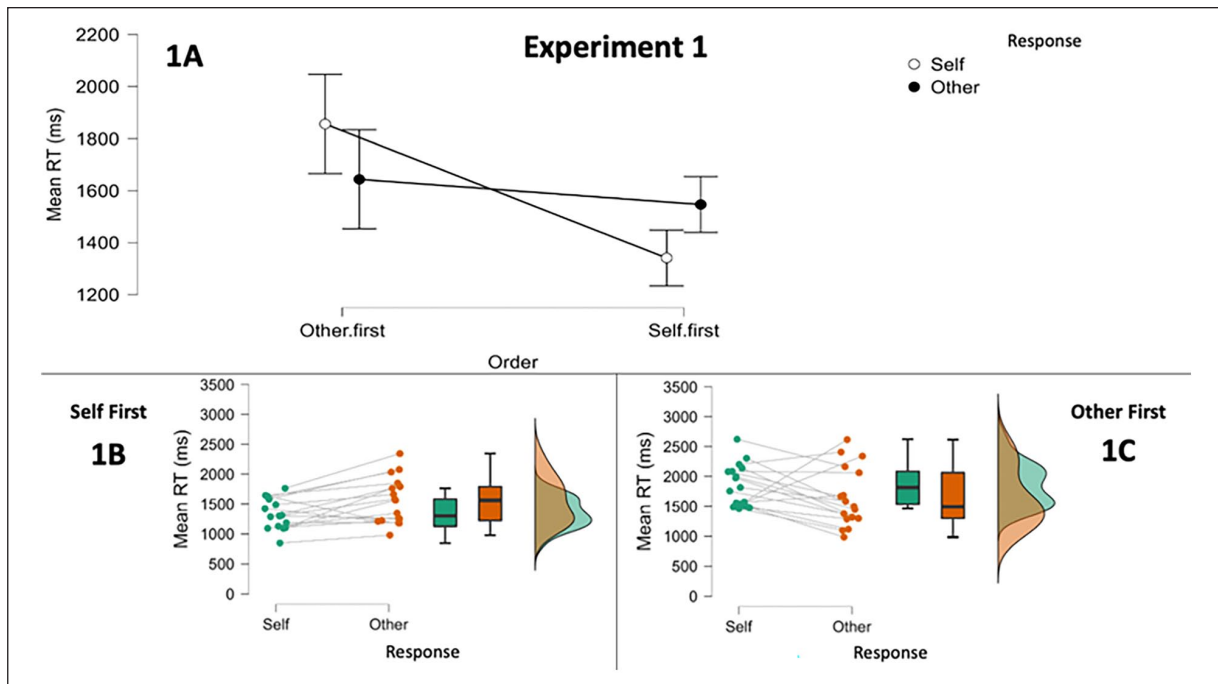 1A
Experiment 1
Response
Self
Other
Mean RT (ms)
2200
2000
1800
1600
1400
1200
Other.first
Self.first
Order
Self First
1B
Mean RT (ms)
3500
3000
2500
2000
1500
1000
500
0
Self
Other
Response
Other First
1C
Mean RT (ms)
3500
3000
2500
2000
1500
1000
500
0
Self
Other
Response